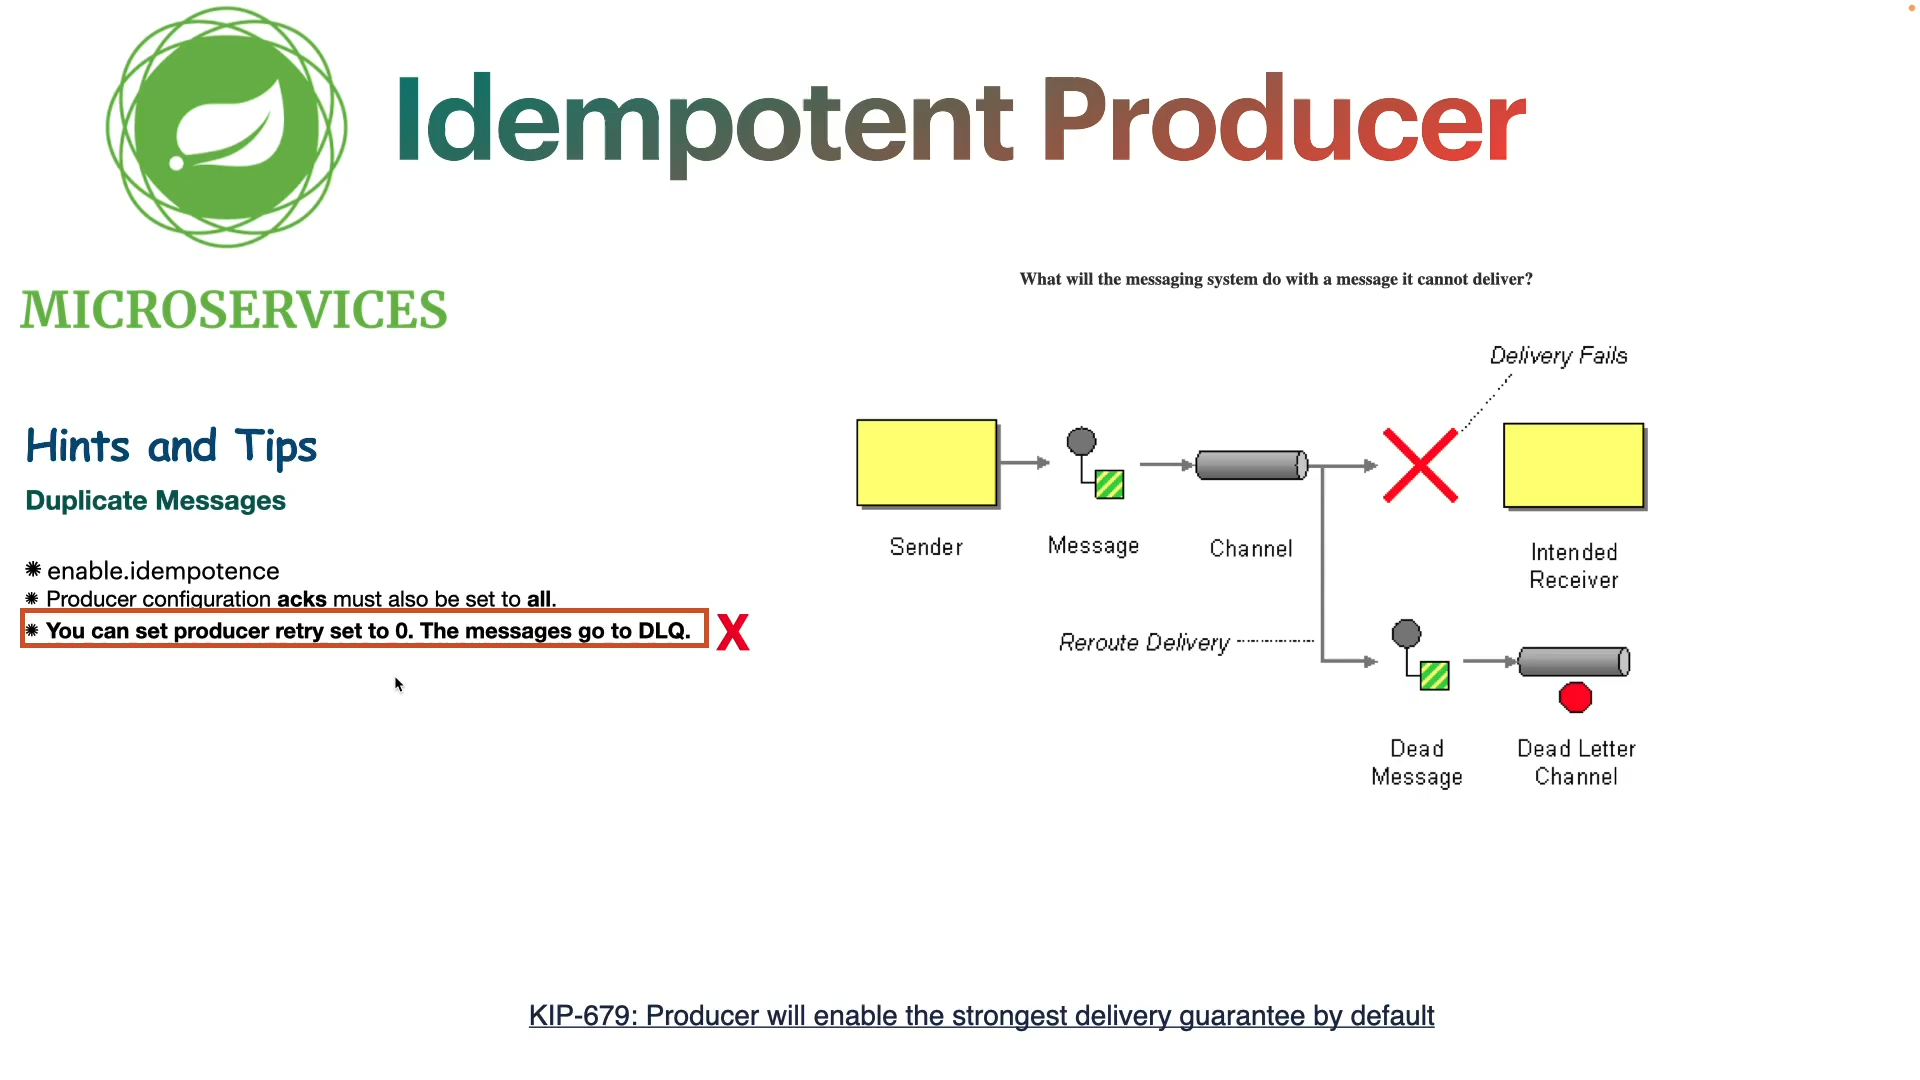 Idempotent Producer
MICROSERVICES
What will the messaging system do with a message it cannot deliver?
Hints and Tips
Duplicate Messages
✹ enable.idempotence
✹ Producer configuration acks must also be set to all.
✹ You can set producer retry set to 0. The messages go to DLQ. X
Delivery Fails
Sender
Message
Channel
Intended
Receiver
Reroute Delivery
Dead
Message
Dead Letter
Channel
KIP-679: Producer will enable the strongest delivery guarantee by default